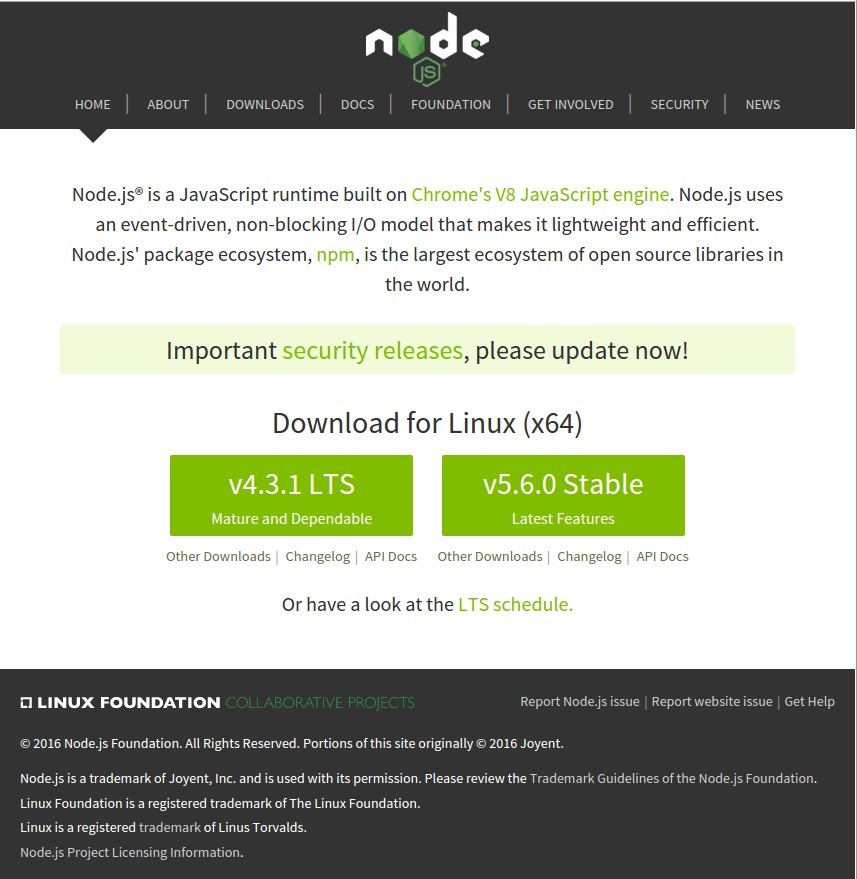 node
JS
HOME | ABOUT | DOWNLOADS | DOCS | FOUNDATION | GET INVOLVED | SECURITY | NEWS
Node.js® is a JavaScript runtime built on Chrome's V8 JavaScript engine. Node.js uses
an event-driven, non-blocking I/O model that makes it lightweight and efficient.
Node.js' package ecosystem, npm, is the largest ecosystem of open source libraries in
the world.
Important security releases, please update now!
Download for Linux (x64)
v4.3.1 LTS
Mature and Dependable
v5.6.0 Stable
Latest Features
Other Downloads | Changelog | API Docs
Other Downloads | Changelog | API Docs
Or have a look at the LTS schedule.
LINUX FOUNDATION COLLABORATIVE PROJECTS
Report Node.js issue | Report website issue | Get Help
© 2016 Node.js Foundation. All Rights Reserved. Portions of this site originally © 2016 Joyent.
Node.js is a trademark of Joyent, Inc. and is used with its permission. Please review the Trademark Guidelines of the Node.js Foundation.
Linux Foundation is a registered trademark of The Linux Foundation.
Linux is a registered trademark of Linus Torvalds.
Node.js Project Licensing Information.